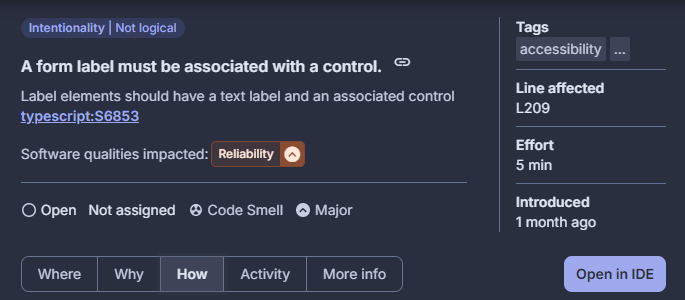 Intentionality | Not logical
A form label must be associated with a control.
Label elements should have a text label and an associated control
typescript:S6853
Software qualities impacted: Reliability
Open Not assigned Code Smell Major
Where Why How Activity More info
Tags
accessibility ...
Line affected
L209
Effort
5 min
Introduced
1 month ago
Open in IDE